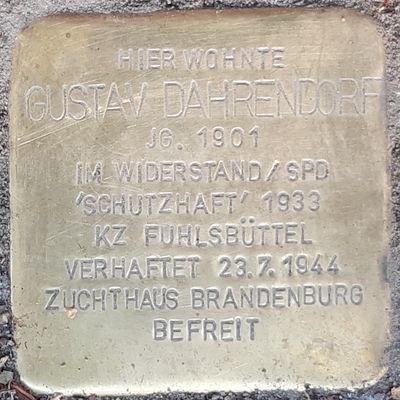 HIER WOHNTE
GUSTAV DAHRENDORF
JG. 1901
IM WIDERSTAND/SPD
'SCHUTZHAFT' 1933
KZ FUHLSBÜTTEL
VERHAFTET 23.7.1944
ZUCHTHAUS BRANDENBURG
BEFREIT